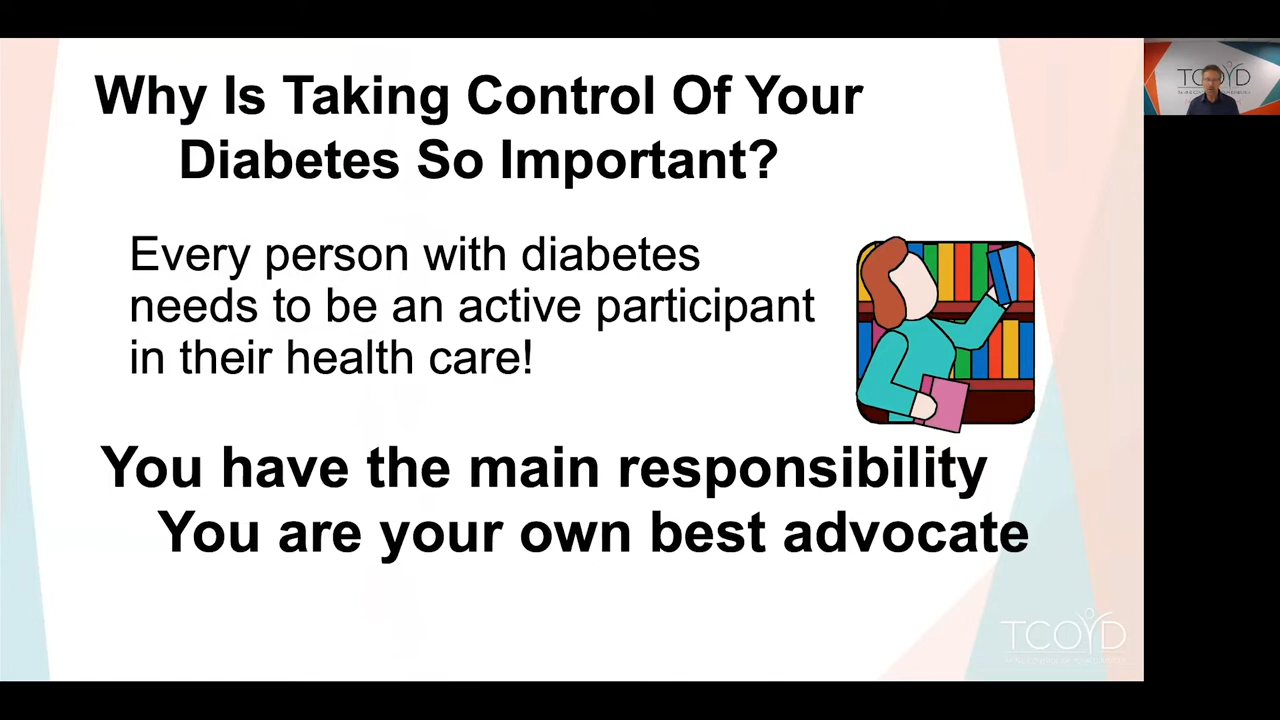 Why Is Taking Control Of Your
Diabetes So Important?
Every person with diabetes
needs to be an active participant
in their health care!
You have the main responsibility
You are your own best advocate
TCOYD
TCOYD